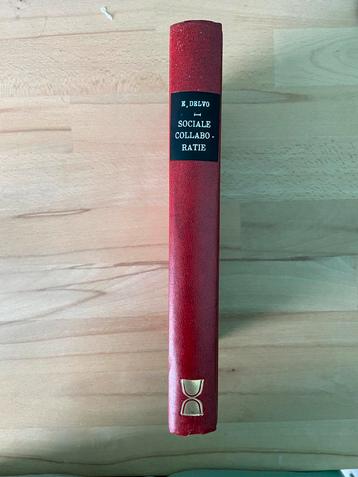 E. DELVO
SOCIALE
COLLABO-
RATIE